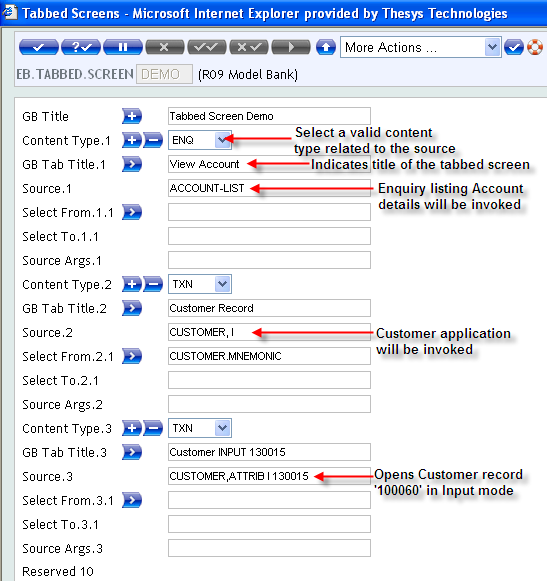 Tabbed Screens - Microsoft Internet Explorer provided by Thesys Technologies
More Actions ...
EB.TABBED.SCREEN DEMO (R09 Model Bank)
GB Title Tabbed Screen Demo
Content Type.1 ENQ
Select a valid content
type related to the source
GB Tab Title.1 View Account
Indicates title of the tabbed screen
Source.1 ACCOUNT-LIST
Enquiry listing Account
details will be invoked
Select From.1.1
Select To.1.1
Source Args.1
Content Type.2 TXN
GB Tab Title.2 Customer Record
Source.2 CUSTOMER, I
Customer application
will be invoked
Select From.2.1 CUSTOMER.MNEMONIC
Select To.2.1
Source Args.2
Content Type.3 TXN
GB Tab Title.3 Customer INPUT 130015
Source.3 CUSTOMER,ATTRIB I 130015
Opens Customer record
'100060' in Input mode
Select From.3.1
Select To.3.1
Source Args.3
Reserved 10